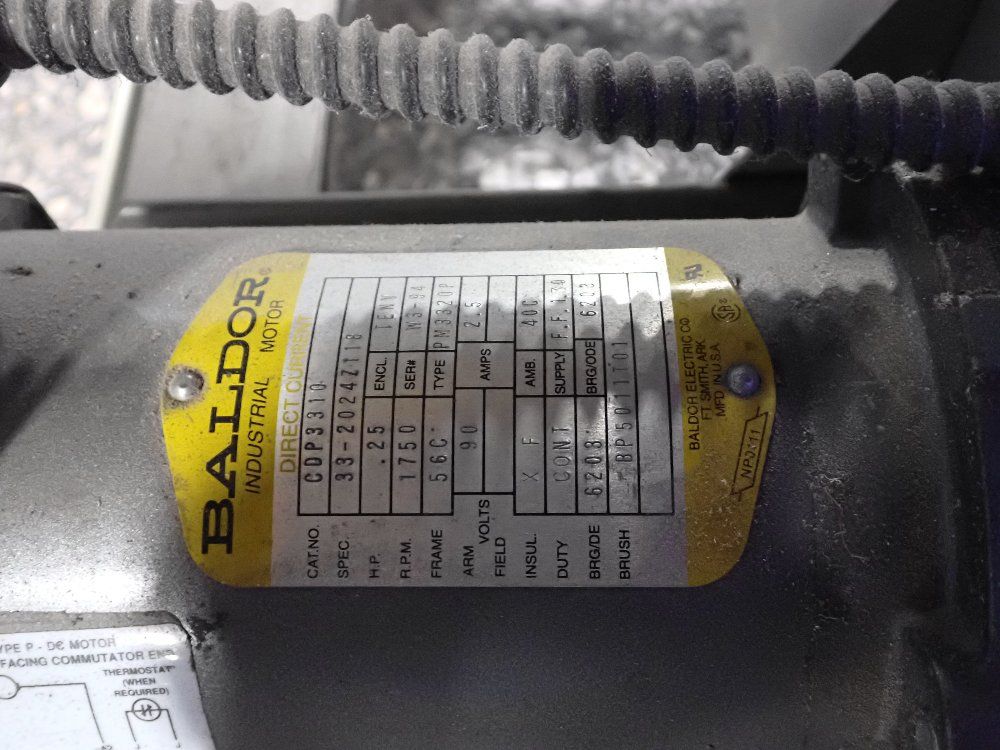 BALDOR®
INDUSTRIAL MOTOR
DIRECT CURRENT
CAT.NO. CDP3310
SPEC. 33-2024Z118
H.P. .25 ENCL. TENV
R.P.M. 1750 SER# W394
FRAME 56C TYPE PM3320P
ARM VOLTS 90 AMPS 2.5
FIELD
INSUL. X F AMB. 40C
DUTY CONT SUPPLY F.F. 1.30
BRG/DE 6203 BRG/ODE 6203
BRUSH BP5011T01
BALDOR ELECTRIC CO
FT. SMITH, ARK.
MFD IN U.S.A.
TYPE P - DC MOTOR
FACING COMMUTATOR END
THERMOSTAT
(WHEN
REQUIRED)